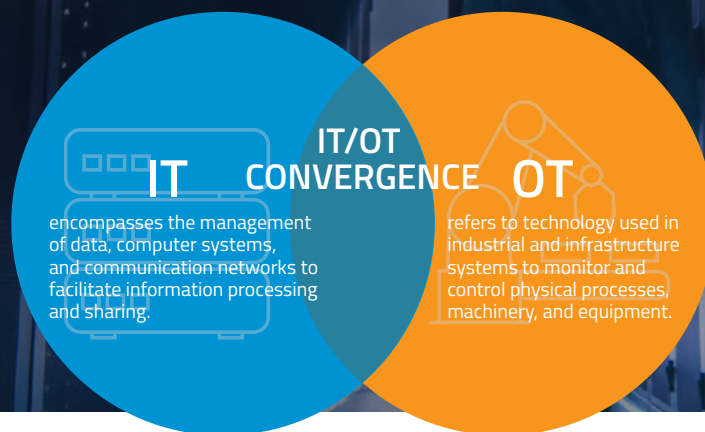 IT/OT
CONVERGENCE
IT
encompasses the management
of data, computer systems,
and communication networks to
facilitate information processing
and sharing.
OT
refers to technology used in
industrial and infrastructure
systems to monitor and
control physical processes,
machinery, and equipment.